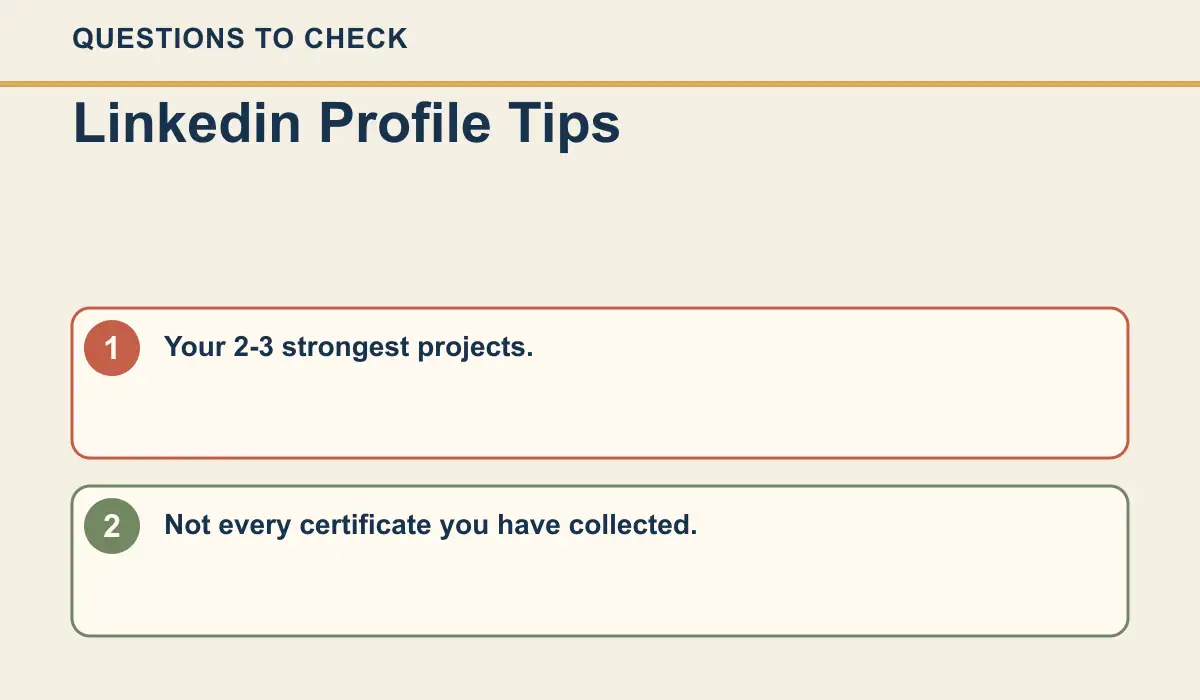 QUESTIONS TO CHECK
Linkedin Profile Tips
1 Your 2-3 strongest projects.
2 Not every certificate you have collected.